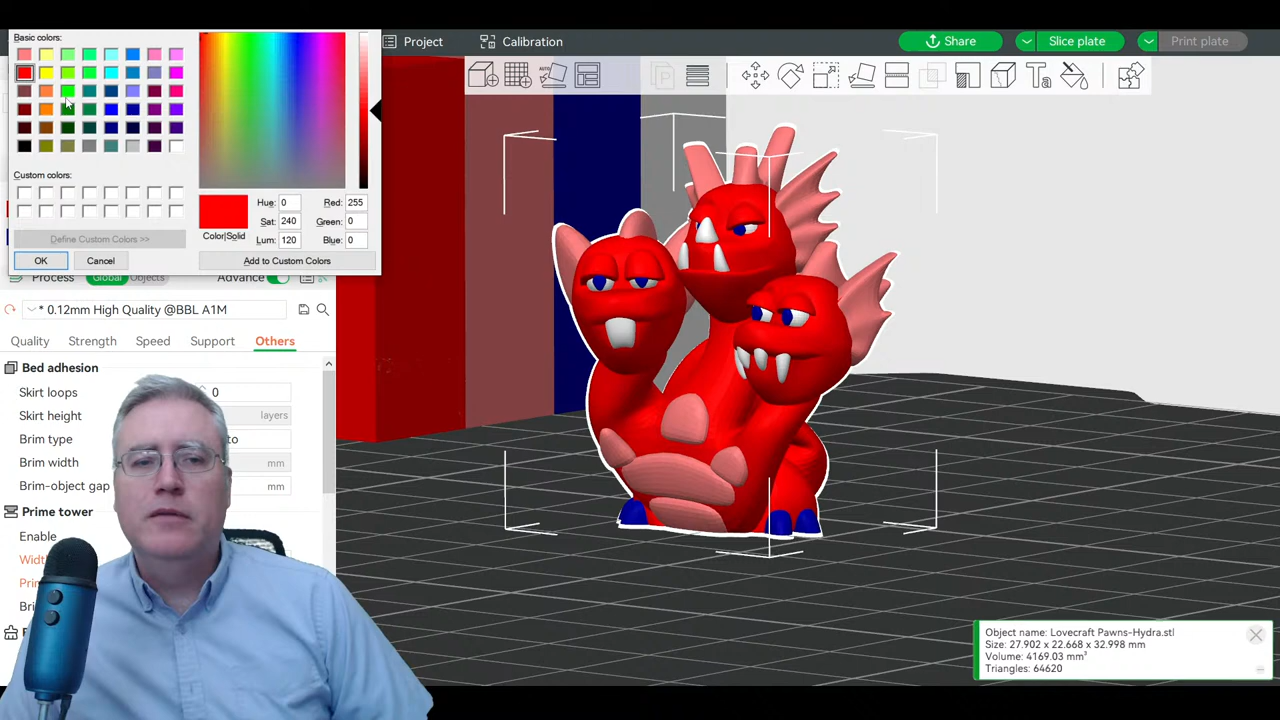 Basic colors:
Custom colors:
Define Custom Colors >>
OK
Cancel
Hue: 0
Sat: 240
Lum: 120
Red: 255
Green: 0
Blue: 0
Color|Solid
Add to Custom Colors
Project
Calibration
Share
Slice plate
Print plate
AUTO
Process
Global
Objects
Advance
* 0.12mm High Quality @BBL A1M
Quality
Strength
Speed
Support
Others
Bed adhesion
Skirt loops
0
Skirt height
layers
Brim type
Brim width
mm
Brim-object gap
mm
Prime tower
Enable
Object name: Lovecraft Pawns-Hydra.stl
Size: 27.902 x 22.668 x 32.998 mm
Volume: 4169.03 mm³
Triangles: 64620